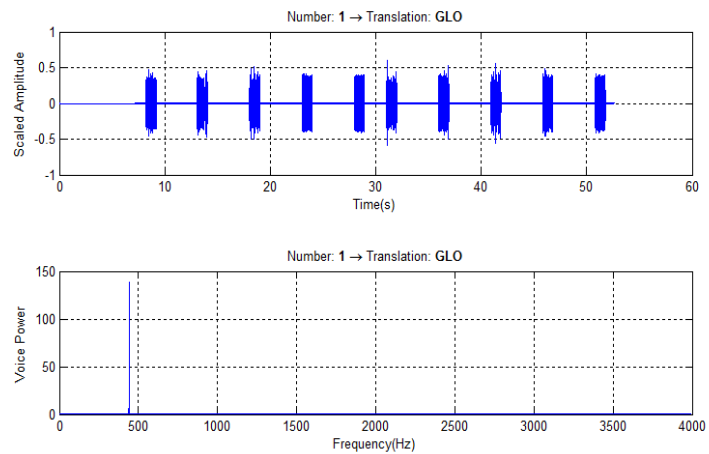 Number: 1 → Translation: GLO
1
0.5
0
-0.5
-1
Scaled Amplitude
0 10 20 30 40 50 60
Time(s)
Number: 1 → Translation: GLO
150
100
50
0
Voice Power
0 500 1000 1500 2000 2500 3000 3500 4000
Frequency(Hz)